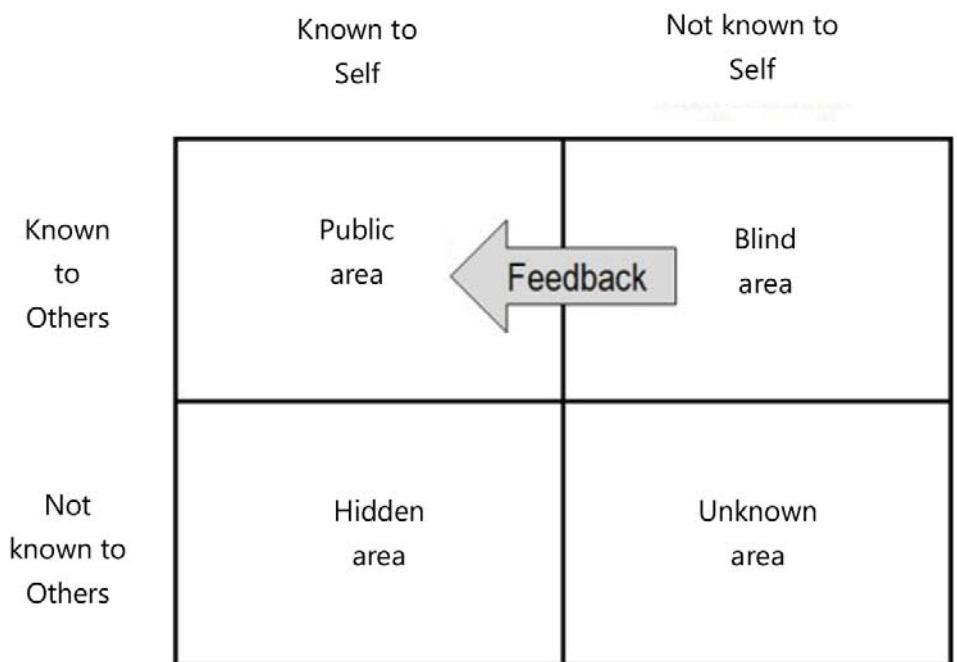 Known to
Self
Not known to
Self
Known
to
Others
Public
area
Feedback
Blind
area
Not
known to
Others
Hidden
area
Unknown
area